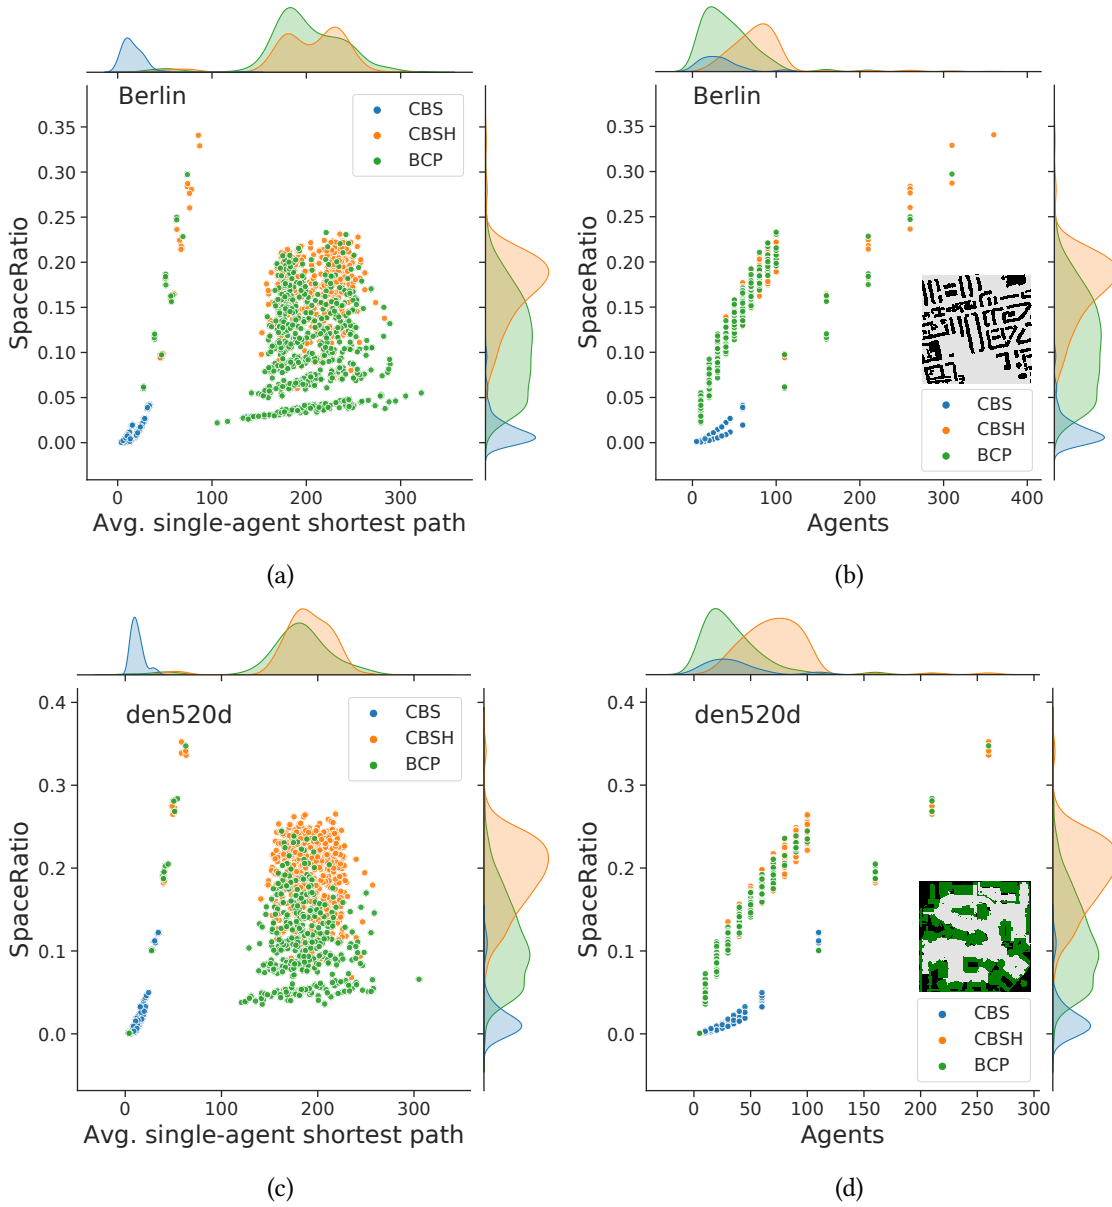 Berlin
CBS
CBSH
BCP
0.35
0.30
0.25
0.20
0.15
0.10
0.05
0.00
SpaceRatio
0 100 200 300
Avg. single-agent shortest path
(a)
Berlin
0.35
0.30
0.25
0.20
0.15
0.10
0.05
0.00
SpaceRatio
CBS
CBSH
BCP
0 100 200 300 400
Agents
(b)
den520d
CBS
CBSH
BCP
0.4
0.3
0.2
0.1
0.0
SpaceRatio
0 100 200 300
Avg. single-agent shortest path
(c)
den520d
0.4
0.3
0.2
0.1
0.0
SpaceRatio
CBS
CBSH
BCP
0 50 100 150 200 250 300
Agents
(d)